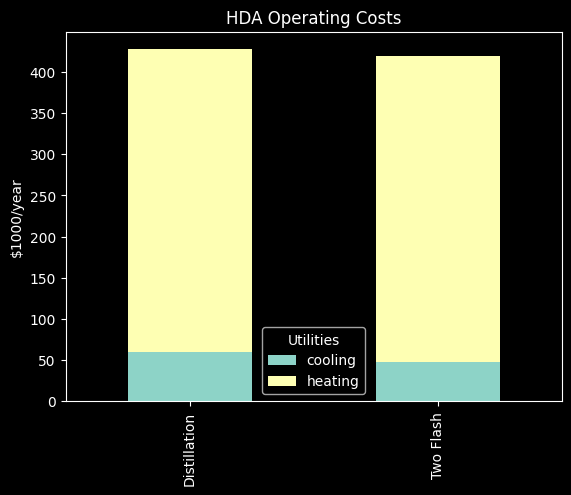 HDA Operating Costs
$1000/year
400
350
300
250
200
150
100
50
0
Utilities
cooling
heating
Distillation
Two Flash